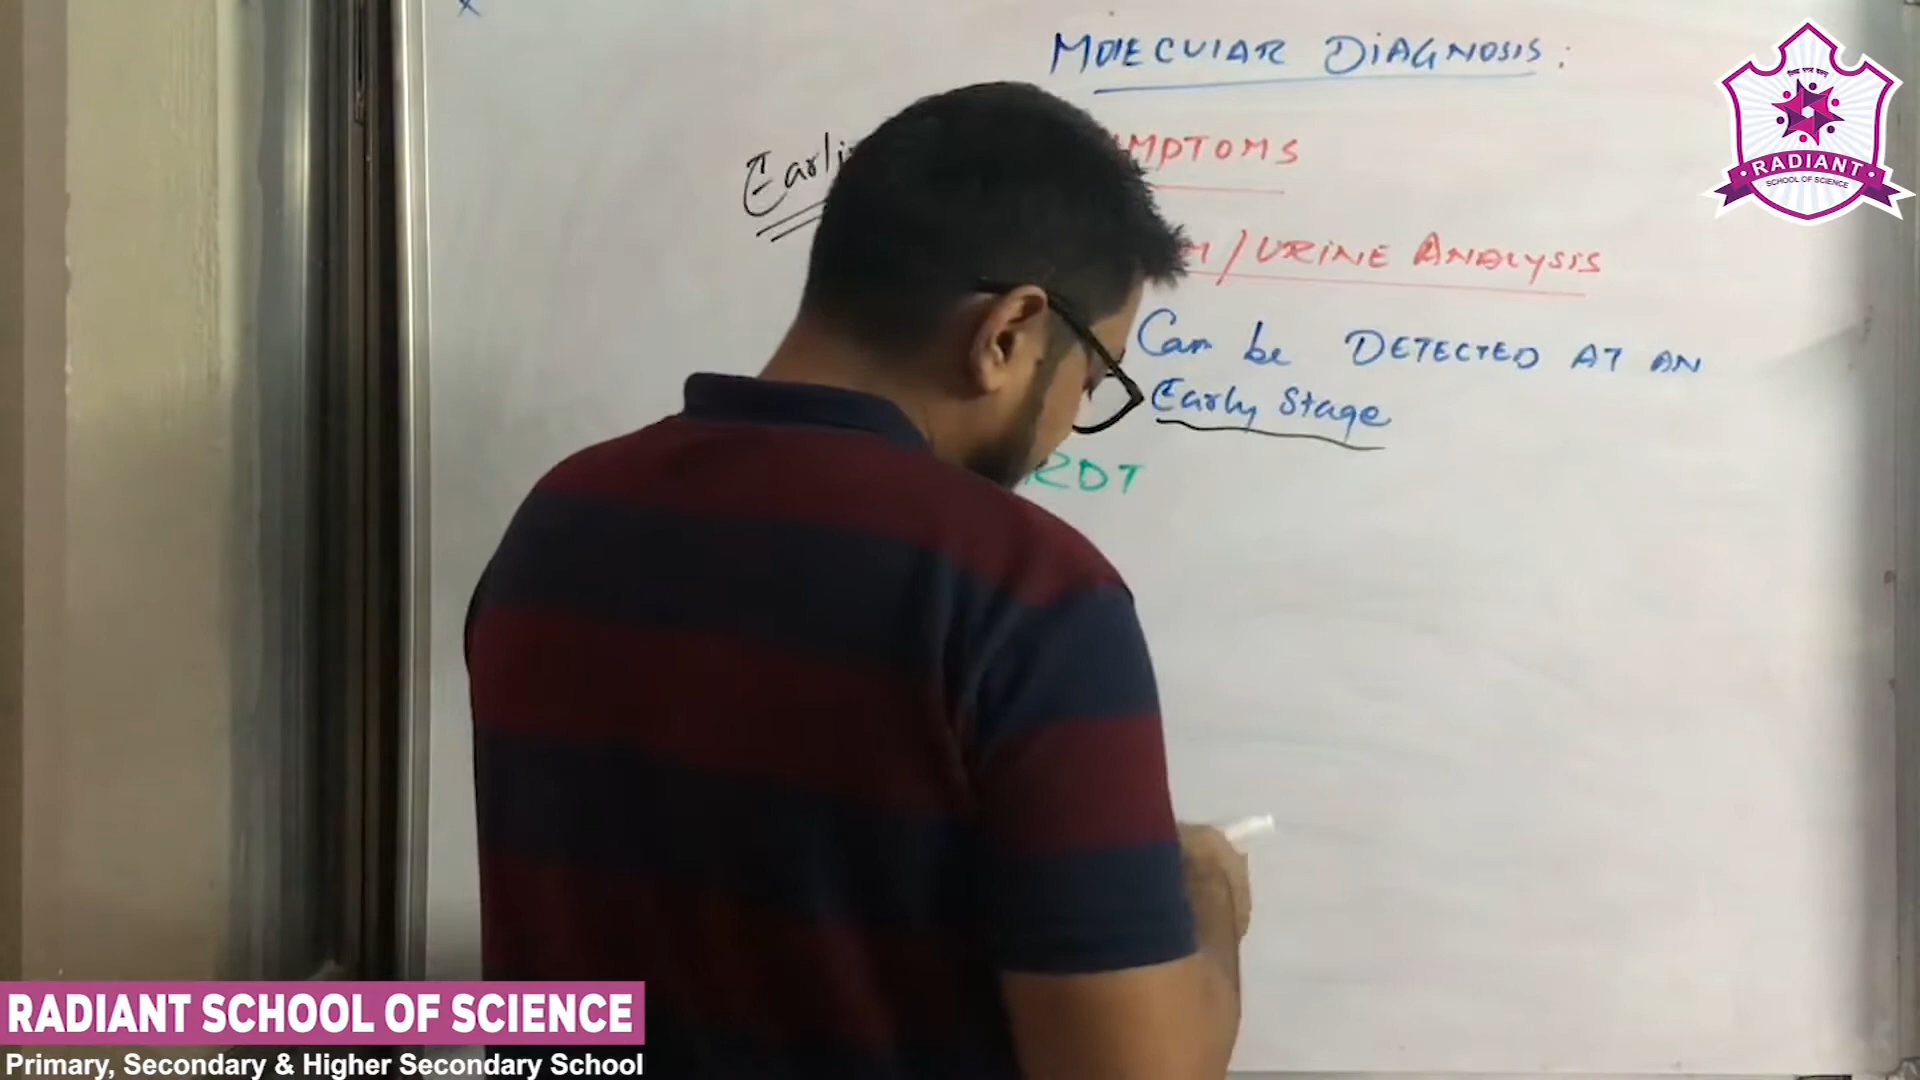 MOLECULAR DIAGNOSIS:
MPTOMS
/URINE ANALYSIS
Can be DETECTED AT AN
Early Stage
RDT
RADIANT
SCHOOL OF SCIENCE
RADIANT SCHOOL OF SCIENCE
Primary, Secondary & Higher Secondary School